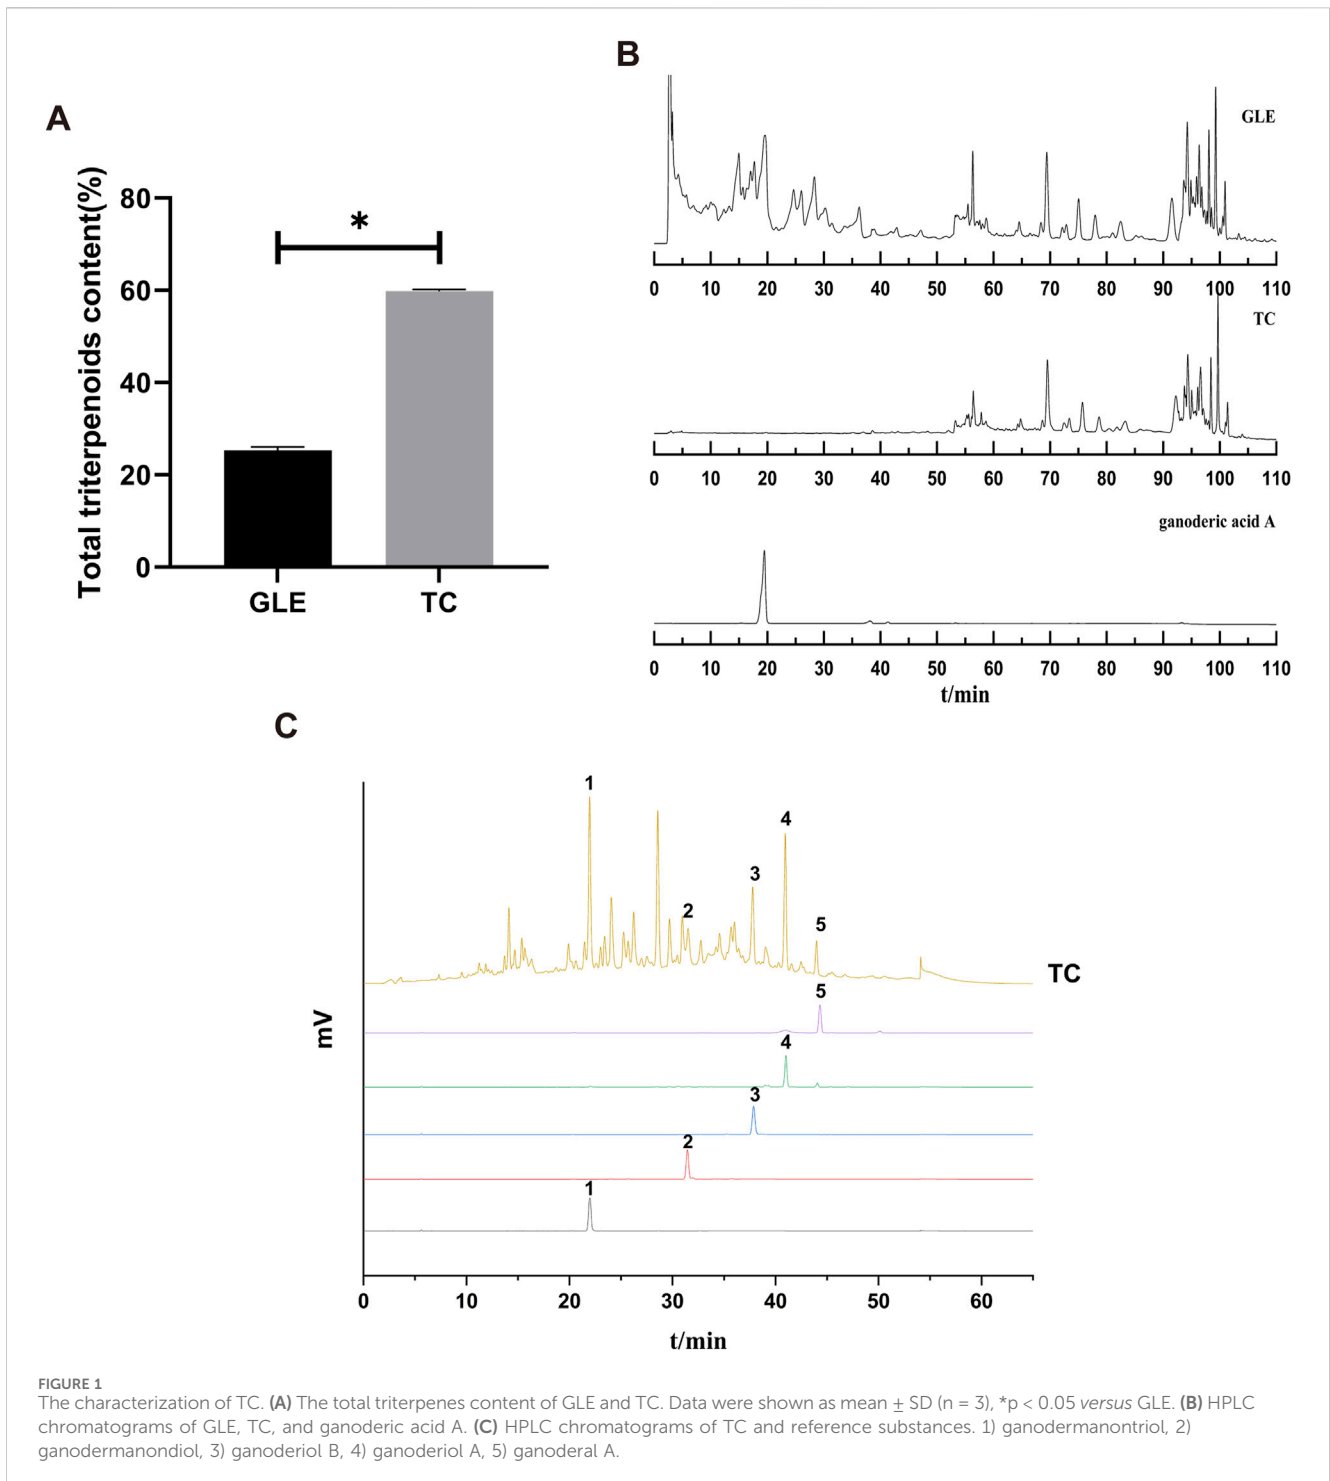 A
B
Total triterpenoids content(%)
80
60
40
20
0
*
GLE
TC
GLE
0 10 20 30 40 50 60 70 80 90 100 110
TC
0 10 20 30 40 50 60 70 80 90 100 110
ganoderic acid A
0 10 20 30 40 50 60 70 80 90 100 110
t/min
C
mV
1
4
3
2
5
TC
5
4
3
2
1
0 10 20 30 40 50 60
t/min
FIGURE 1
The characterization of TC. (A) The total triterpenes content of GLE and TC. Data were shown as mean ± SD (n = 3), *p < 0.05 versus GLE. (B) HPLC
chromatograms of GLE, TC, and ganoderic acid A. (C) HPLC chromatograms of TC and reference substances. 1) ganodermanontriol, 2)
ganodermanondiol, 3) ganoderiol B, 4) ganoderiol A, 5) ganoderal A.